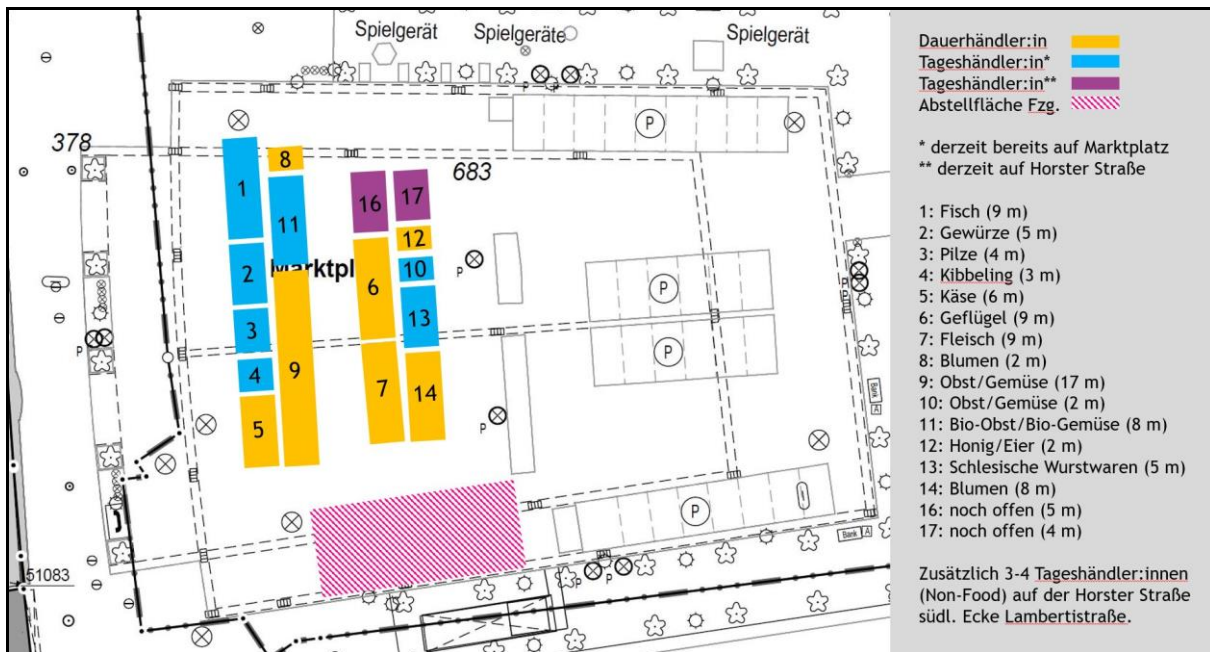 Spielgerät
Spielgeräte
Spielgerät
378
683
P
P
P
P
P
P
P
P
P
1
8
11
16
17
12
2
Marktpl
6
10
3
13
4
9
7
14
5
P
P
P
P
51083
Bank A
Bank A
Dauerhändler:in
Tageshändler:in*
Tageshändler:in**
Abstellfläche Fzg.
* derzeit bereits auf Marktplatz
** derzeit auf Horster Straße
1: Fisch (9 m)
2: Gewürze (5 m)
3: Pilze (4 m)
4: Kibbeling (3 m)
5: Käse (6 m)
6: Geflügel (9 m)
7: Fleisch (9 m)
8: Blumen (2 m)
9: Obst/Gemüse (17 m)
10: Obst/Gemüse (2 m)
11: Bio-Obst/Bio-Gemüse (8 m)
12: Honig/Eier (2 m)
13: Schlesische Wurstwaren (5 m)
14: Blumen (8 m)
16: noch offen (5 m)
17: noch offen (4 m)
Zusätzlich 3-4 Tageshändler:innen
(Non-Food) auf der Horster Straße
südl. Ecke Lambertistraße.